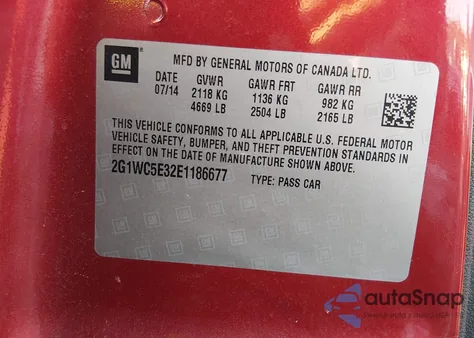 GM
MFD BY GENERAL MOTORS OF CANADA LTD.
DATE GVWR GAWR FRT GAWR RR
07/14 2118 KG 1136 KG 982 KG
4669 LB 2504 LB 2165 LB
THIS VEHICLE CONFORMS TO ALL APPLICABLE U.S. FEDERAL MOTOR
VEHICLE SAFETY, BUMPER, AND THEFT PREVENTION STANDARDS IN
EFFECT ON THE DATE OF MANUFACTURE SHOWN ABOVE.
2G1WC5E32E1186677 TYPE: PASS CAR
autoSnap